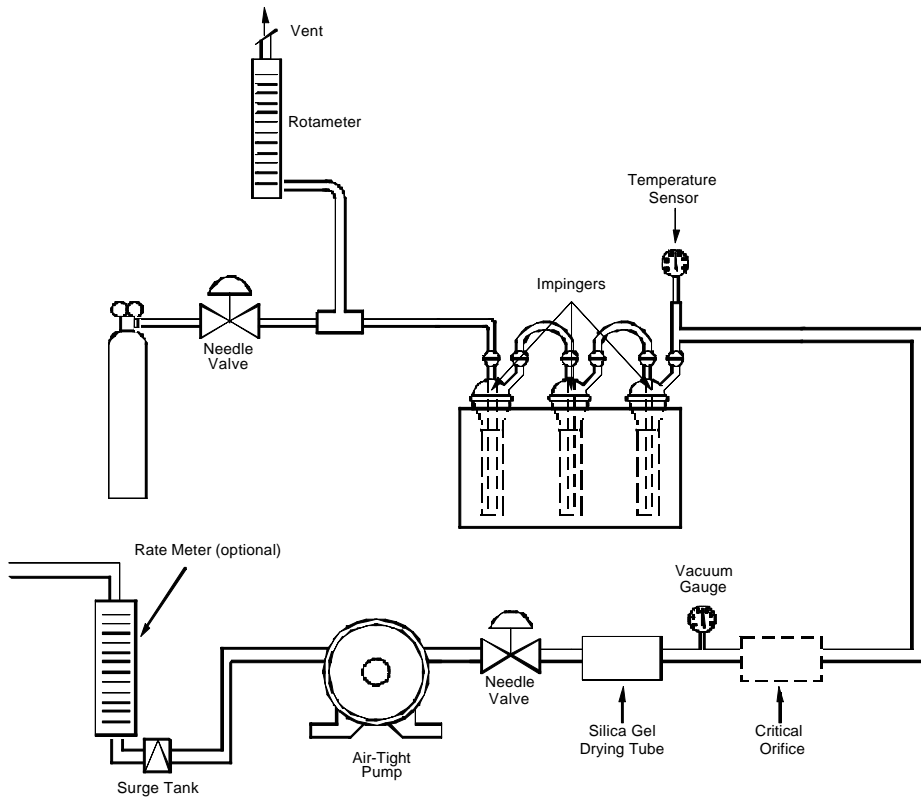 Vent
Rotameter
Temperature
Sensor
Impingers
Needle
Valve
Rate Meter (optional)
Vacuum
Gauge
Needle
Valve
Silica Gel
Drying Tube
Critical
Orifice
Air-Tight
Pump
Surge Tank